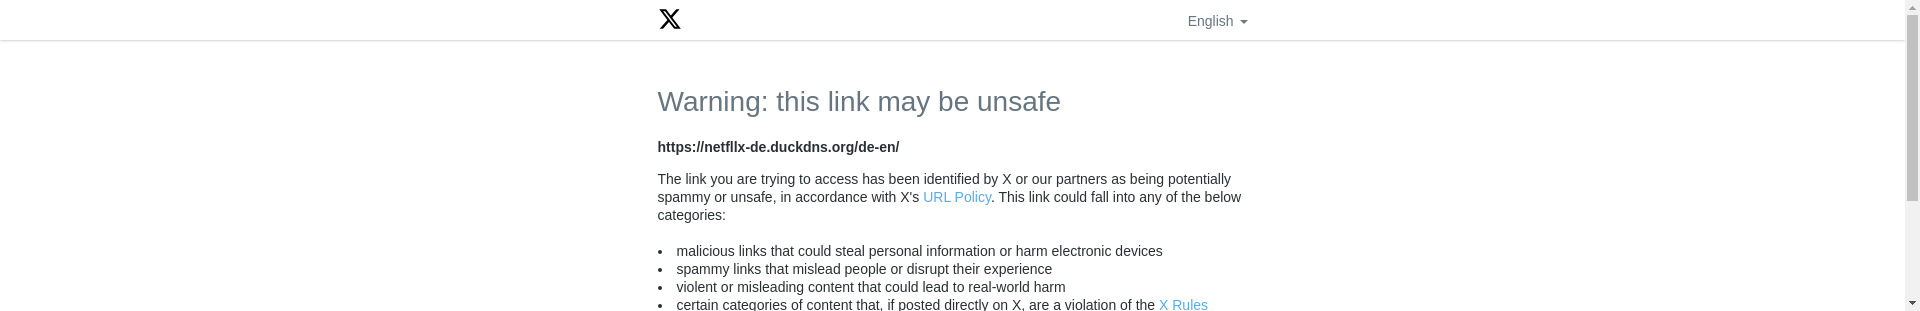 English
Warning: this link may be unsafe
https://netfllx-de.duckdns.org/de-en/
The link you are trying to access has been identified by X or our partners as being potentially
spammy or unsafe, in accordance with X's URL Policy. This link could fall into any of the below
categories:
• malicious links that could steal personal information or harm electronic devices
• spammy links that mislead people or disrupt their experience
• violent or misleading content that could lead to real-world harm
• certain categories of content that, if posted directly on X, are a violation of the X Rules